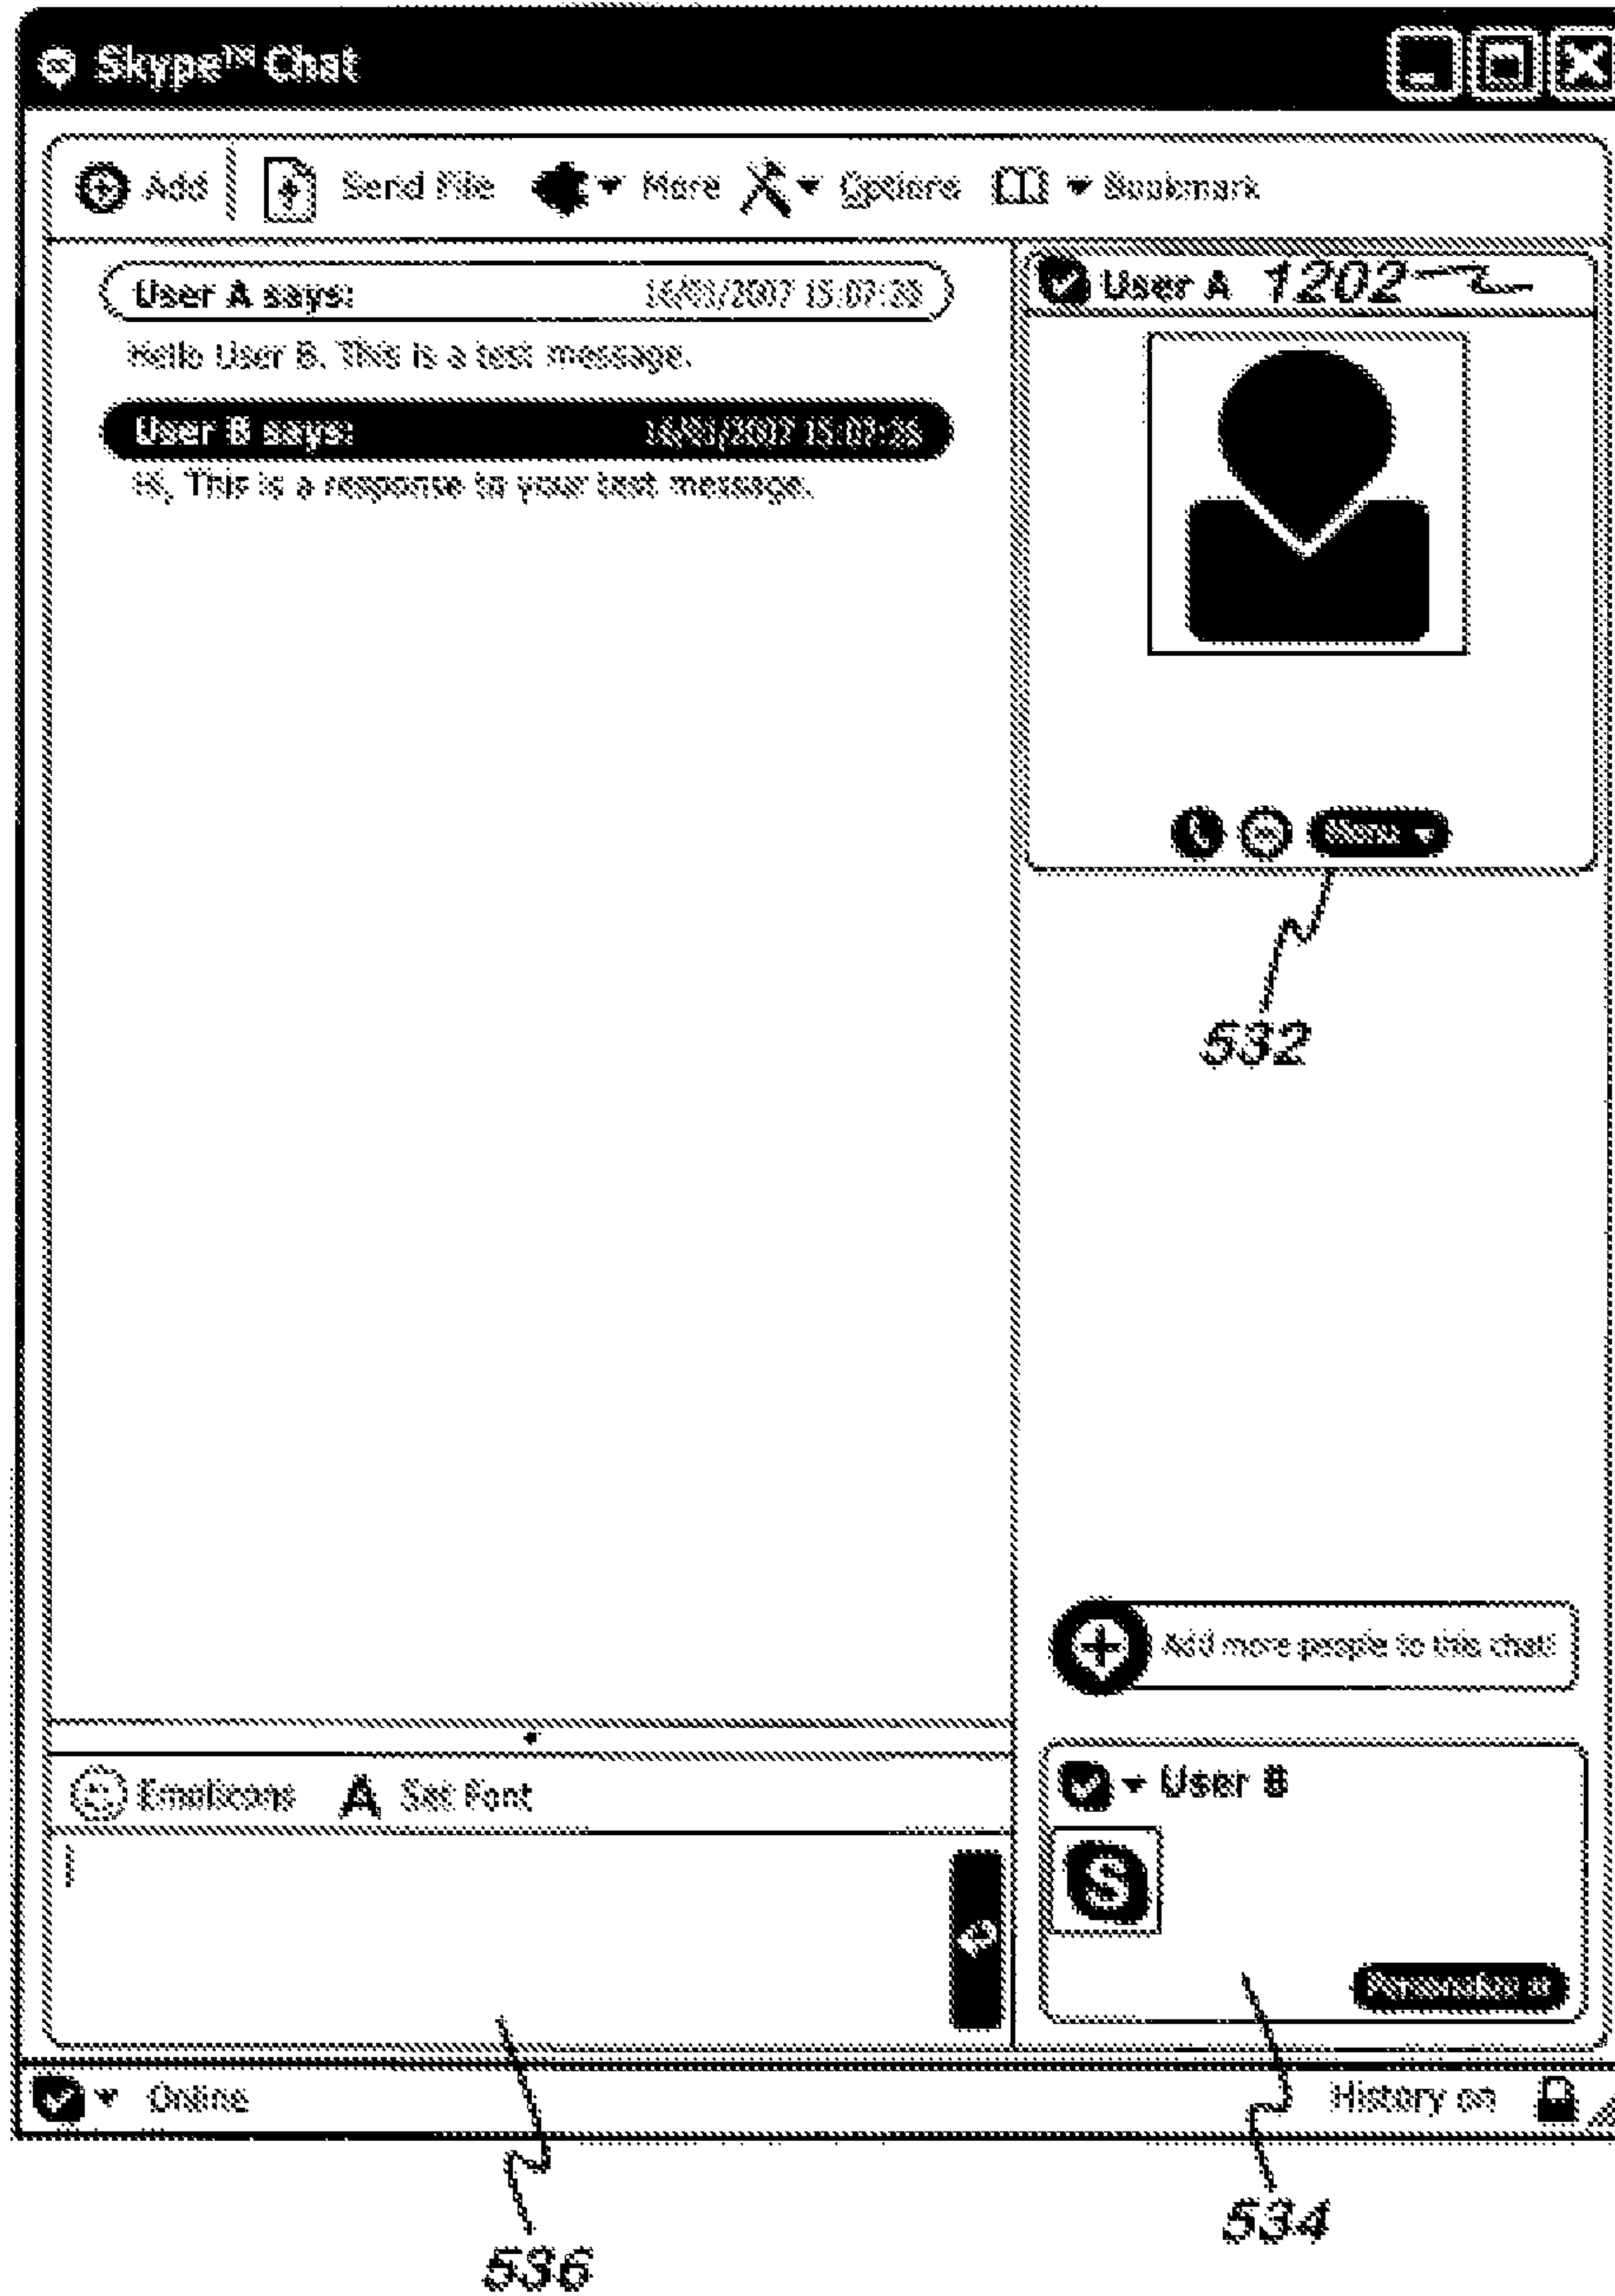 Skype™ Chat
Add Send File More Options Bookmark
User A says:
Hello User B. This is a test message.
User B says:
Hi, This is a response to your test message.
User A 1202
More
532
Add more people to this chat!
Emoticons A Set Font
User B
S
Online
History on
536
534